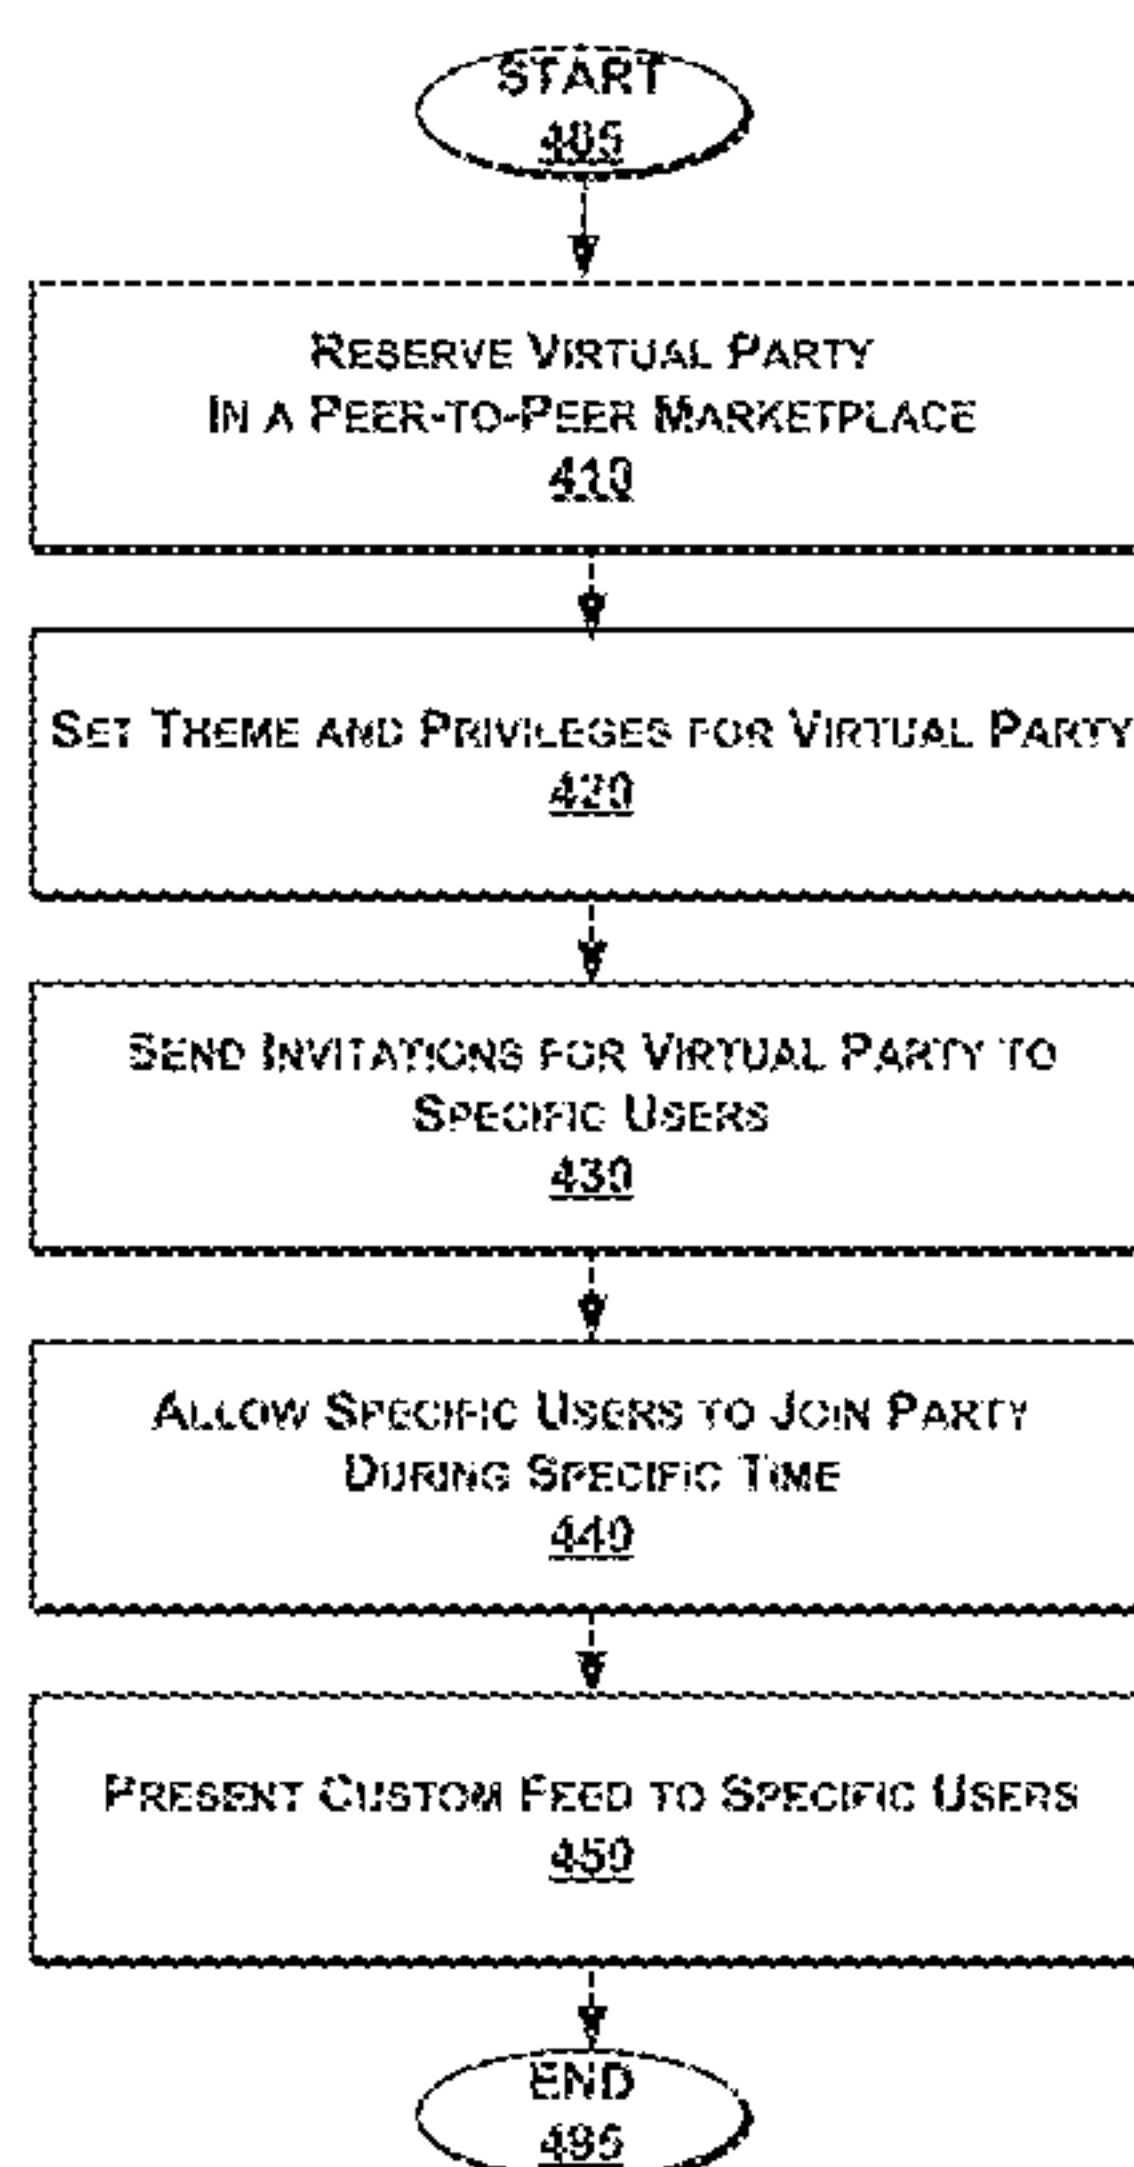 START
405
RESERVE VIRTUAL PARTY
IN A PEER-TO-PEER MARKETPLACE
410
SET THEME AND PRIVILEGES FOR VIRTUAL PARTY
420
SEND INVITATIONS FOR VIRTUAL PARTY TO
SPECIFIC USERS
430
ALLOW SPECIFIC USERS TO JOIN PARTY
DURING SPECIFIC TIME
440
PRESENT CUSTOM FEED TO SPECIFIC USERS
450
END
495